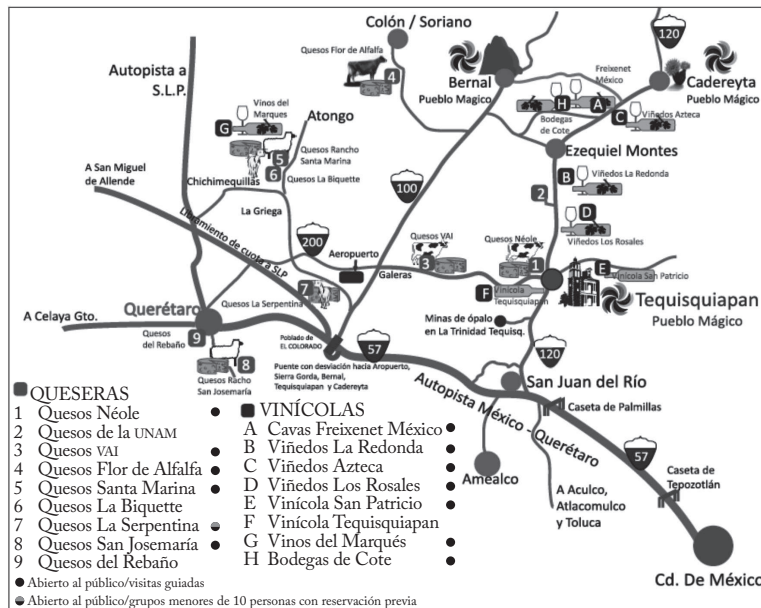 Colón / Soriano
120
Autopista a
S.L.P.
Quesos Flor de Alfalfa
4
Bernal
Pueblo Magico
Freixenet
México
Cadereyta
Pueblo Mágico
Vinos del
Marques
G
Atongo
H
A
C
Viñedos Azteca
Bodegas
de Cote
Quesos Rancho
Santa Marina
5
6
Quesos La Biquette
Ezequiel Montes
A San Miguel
de Allende
Chichimequillas
100
B
Viñedos La Redonda
2
La Griega
D
Viñedos Los Rosales
Libramiento de cuota a SLP
200
Aeropuerto
Quesos VAI
3
Galeras
Quesos Néole
1
E
Vinícola San Patricio
F
Vinícola
Tequisquiapan
7
Quesos La Serpentina
Tequisquiapan
Pueblo Mágico
Querétaro
A Celaya Gto.
Minas de ópalo
en La Trinidad Tequisq.
Quesos
del Rebaño
9
8
Quesos Racho
San Josemaría
Poblado de
EL COLORADO
57
Puente con desviación hacia Aropuerto,
Sierra Gorda, Bernal,
Tequisquiapan y Cadereyta
120
San Juan del Río
Autopista México - Querétaro
Caseta de Palmillas
57
Caseta de
Tepozotlán
Amealco
A Aculco,
Atlacomulco
y Toluca
Cd. De México
QUESERAS
1 Quesos Néole ●
2 Quesos de la UNAM
3 Quesos VAI ●
4 Quesos Flor de Alfalfa ●
5 Quesos Santa Marina ●
6 Quesos La Biquette
7 Quesos La Serpentina
8 Quesos San Josemaría ●
9 Quesos del Rebaño
VINÍCOLAS
A Cavas Freixenet México ●
B Viñedos La Redonda ●
C Viñedos Azteca ●
D Viñedos Los Rosales ●
E Vinícola San Patricio ●
F Vinícola Tequisquiapan
G Vinos del Marqués ●
H Bodegas de Cote ●
● Abierto al público/visitas guiadas
Abierto al público/grupos menores de 10 personas con reservación previa